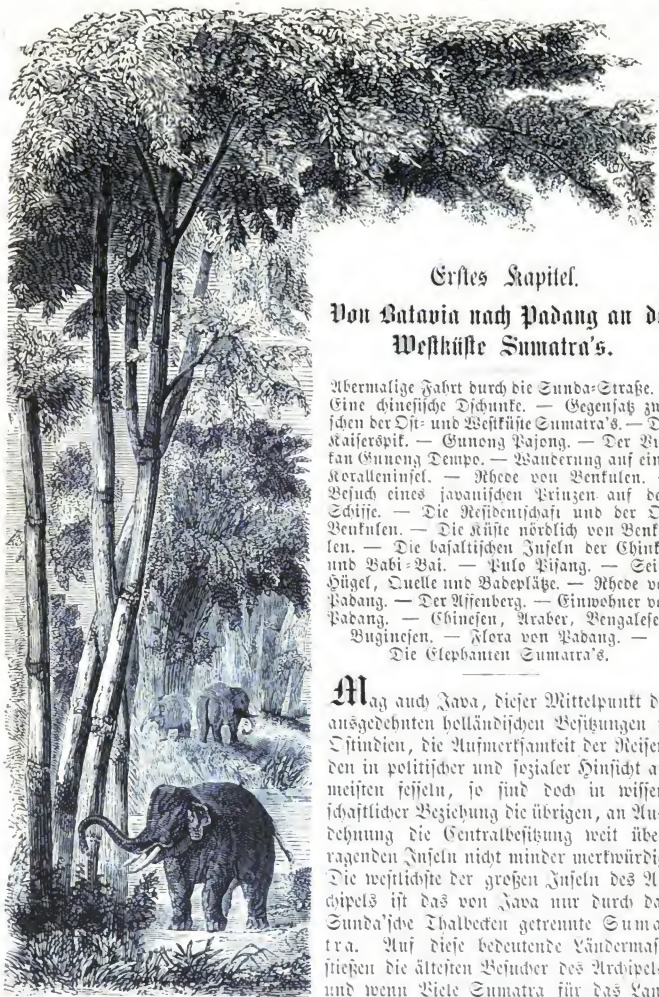 Erstes Kapitel.
Von Batavia nach Padang an d
Westküste Sumatra's.
Abermalige Fahrt durch die Sunda-Straße.
Eine chinesische Dschunke. — Gegensatz zw
schen der Ost- und Westküste Sumatra's. — D
Kaiserspik. — Gunong Pajong. — Der Vu
kan Gunong Dempo. — Wanderung auf ein
Koralleninsel. — Rhede von Benkulen. —
Besuch eines javanischen Prinzen auf de
Schiffe. — Die Residentschaft und der O
Benkulen. — Die Küste nördlich von Benk
len. — Die basaltischen Inseln der Chink
und Babi-Bai. — Pulo Pisang. — Sei
Hügel, Quelle und Badeplätze. — Rhede vo
Padang. — Der Affenberg. — Einwohner vo
Padang. — Chinesen, Araber, Bengalese
Buginesen. — Flora von Padang. —
Die Elephanten Sumatra's.
Mag auch Java, dieser Mittelpunkt d
ausgedehnten holländischen Besitzungen
Ostindien, die Aufmerksamkeit der Reisen
den in politischer und sozialer Hinsicht a
meisten fesseln, so sind doch in wissen
schaftlicher Beziehung die übrigen, an Au
dehnung die Centralbesitzung weit übe
ragenden Inseln nicht minder merkwürdi
Die westlichste der großen Inseln des A
chipels ist das von Java nur durch da
Sunda'sche Thalbecken getrennte Suma
tra. Auf diese bedeutende Ländermas
stießen die ältesten Besucher des Archipel
und wenn Viele Sumatra für das Lan